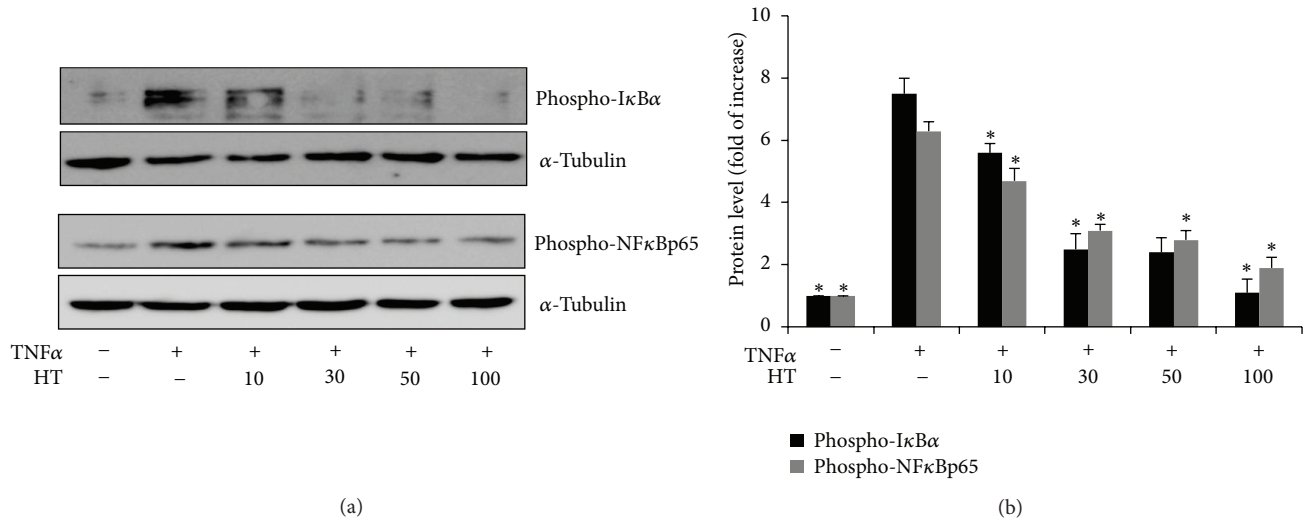 Phospho-IκBα
α-Tubulin
Phospho-NFκBp65
α-Tubulin
TNFα − + + + + +
HT − − 10 30 50 100
(a)
Protein level (fold of increase)
10
8
6
4
2
0
* * * * * * * * *
TNFα − + + + + +
HT − − 10 30 50 100
Phospho-IκBα
Phospho-NFκBp65
(b)